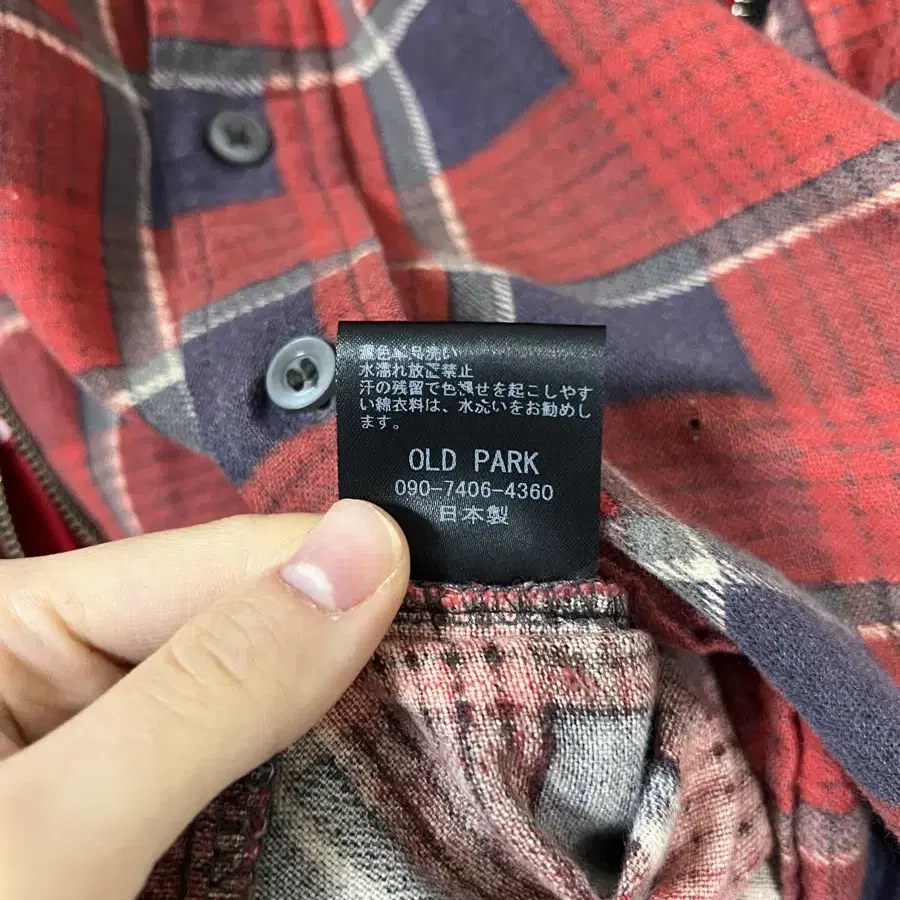 濃色単品洗い
水濡れ放置禁止
汗の残留で色褪せを起こしやす
い綿衣料は、水洗いをお勧めし
ます。
OLD PARK
090-7406-4360
日本製